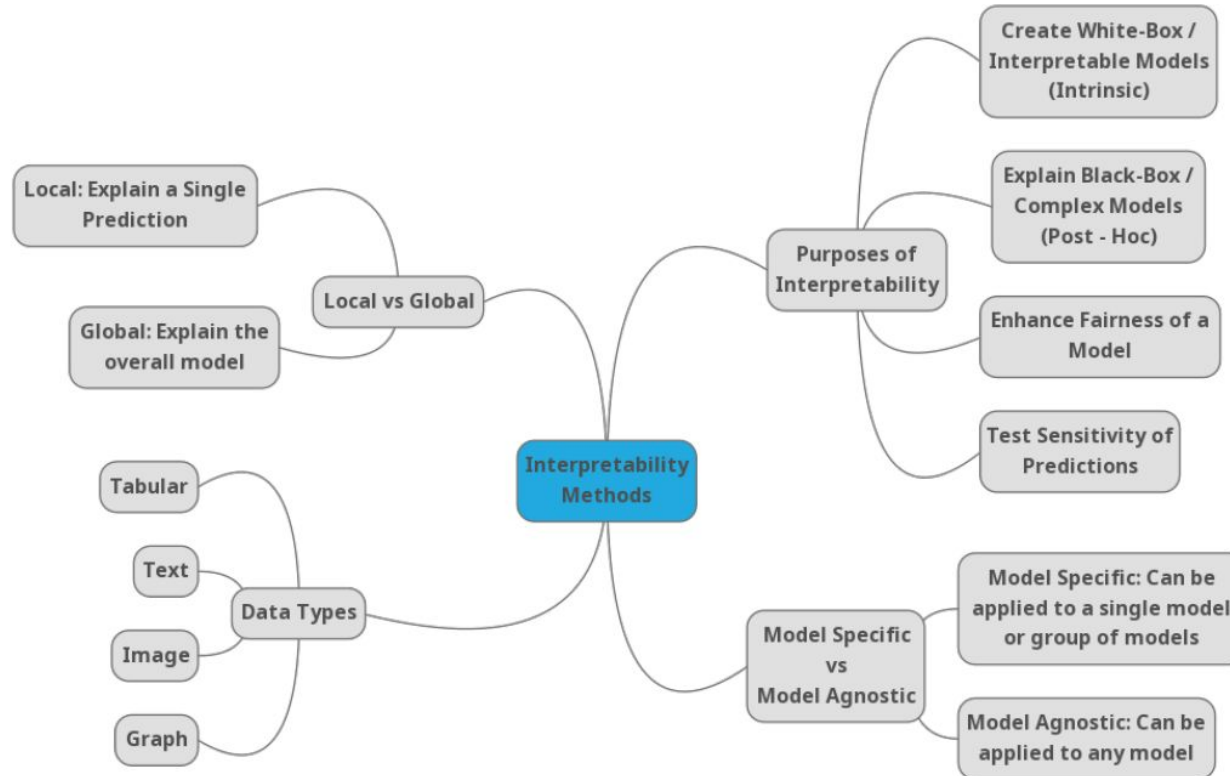 Create White-Box /
Interpretable Models
(Intrinsic)
Local: Explain a Single
Prediction
Explain Black-Box /
Complex Models
(Post - Hoc)
Purposes of
Interpretability
Local vs Global
Global: Explain the
overall model
Enhance Fairness of a
Model
Test Sensitivity of
Predictions
Interpretability
Methods
Tabular
Text
Data Types
Image
Graph
Model Specific
vs
Model Agnostic
Model Specific: Can be
applied to a single model
or group of models
Model Agnostic: Can be
applied to any model